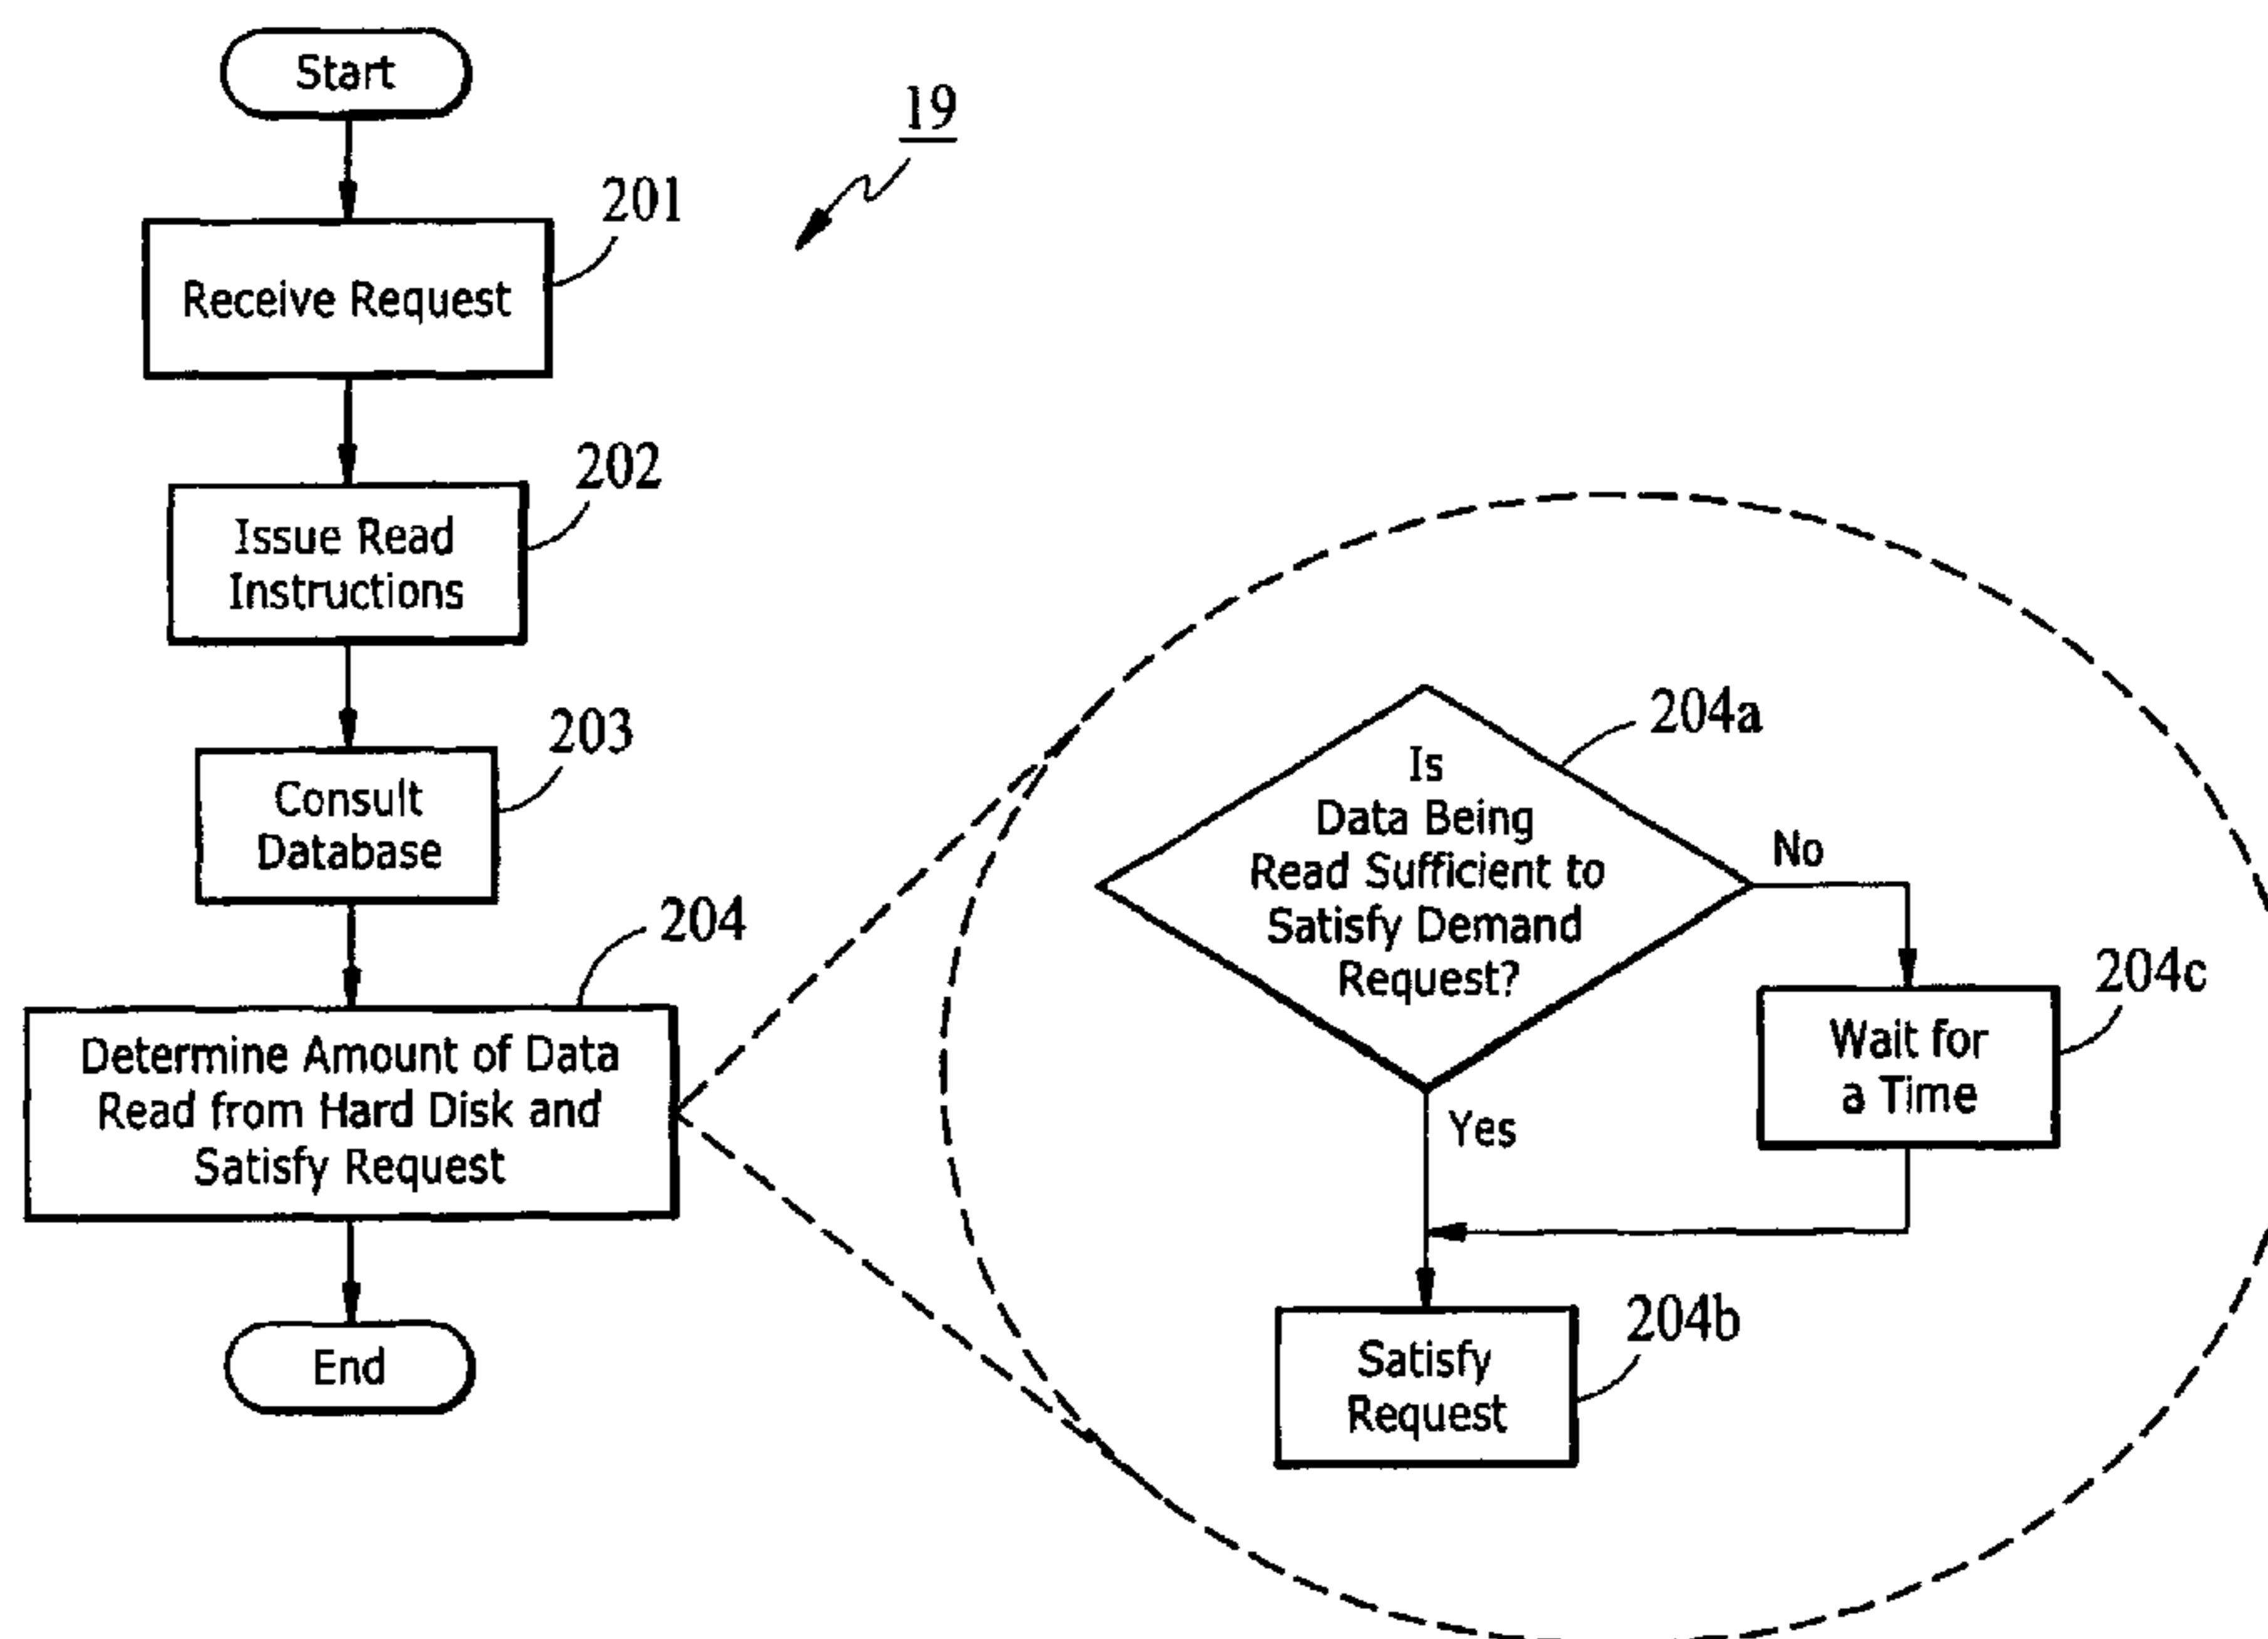 Start
19
201
Receive Request
202
Issue Read
Instructions
203
Consult
Database
204
Determine Amount of Data
Read from Hard Disk and
Satisfy Request
End
204a
Is
Data Being
Read Sufficient to
Satisfy Demand
Request?
No
Yes
204c
Wait for
a Time
204b
Satisfy
Request